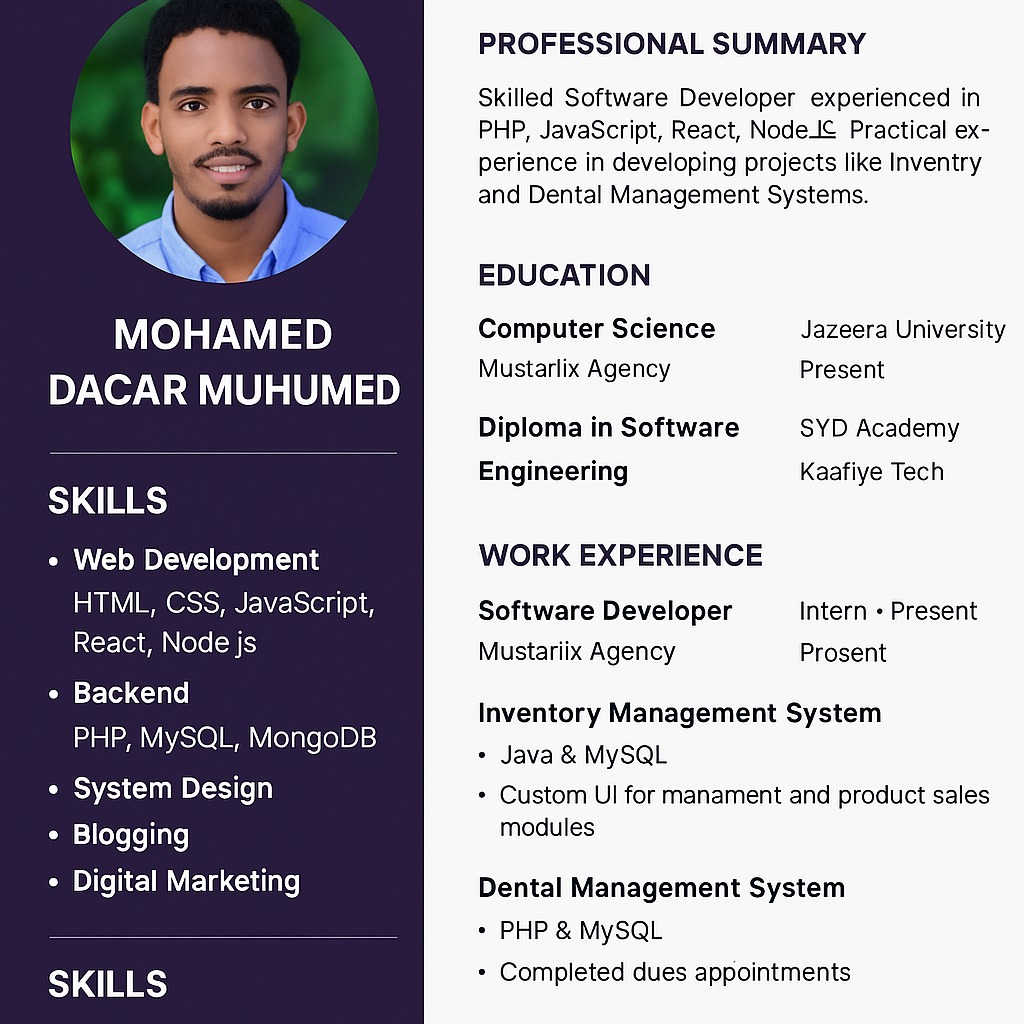 MOHAMED
DACAR MUHUMED
SKILLS
• Web Development
HTML, CSS, JavaScript,
React, Node js
• Backend
PHP, MySQL, MongoDB
• System Design
• Blogging
• Digital Marketing
SKILLS
PROFESSIONAL SUMMARY
Skilled Software Developer experienced in
PHP, JavaScript, React, Node Practical ex-
perience in developing projects like Inventry
and Dental Management Systems.
EDUCATION
Computer Science Jazeera University
Mustarlix Agency Present
Diploma in Software SYD Academy
Engineering Kaafiye Tech
WORK EXPERIENCE
Software Developer Intern • Present
Mustariix Agency Prosent
Inventory Management System
• Java & MySQL
• Custom UI for manament and product sales
modules
Dental Management System
• PHP & MySQL
• Completed dues appointments